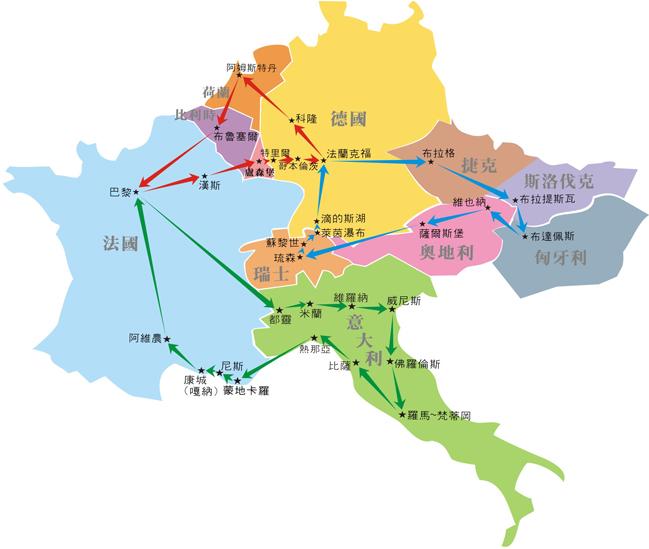 阿姆斯特丹
荷蘭
比利時
布魯塞爾
科隆
德國
特里爾
盧森堡
哥本倫茨
法蘭克福
布拉格
捷克
斯洛伐克
巴黎
漢斯
法國
滴的斯湖
萊茵瀑布
蘇黎世
琉森
瑞士
維也納
薩爾斯堡
奧地利
布拉提斯瓦
布達佩斯
匈牙利
都靈
米蘭
維羅納
威尼斯
意
大
利
熱那亞
比薩
佛羅倫斯
羅馬~梵蒂岡
阿維農
尼斯
康城
(嘎納)
蒙地卡羅